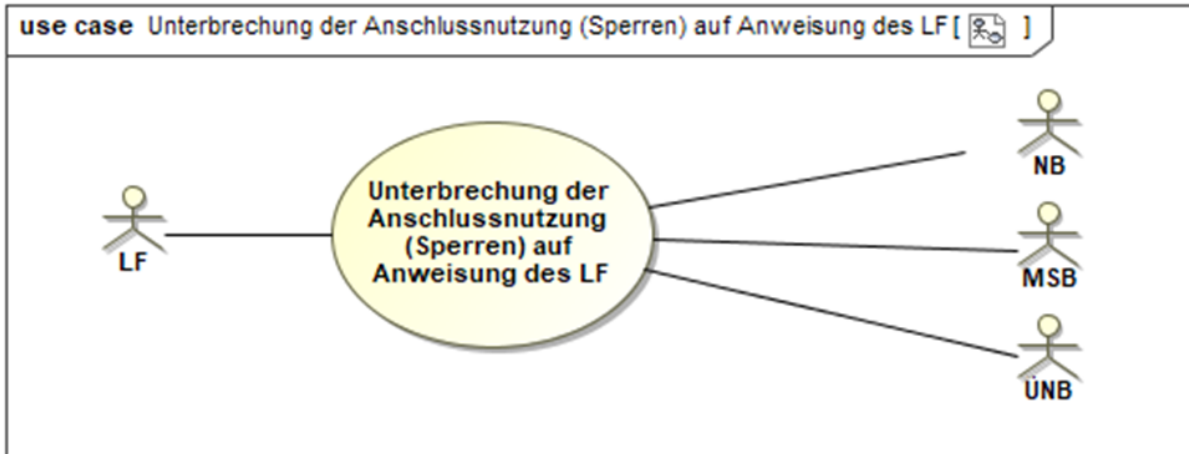 use case Unterbrechung der Anschlussnutzung (Sperren) auf Anweisung des LF [ ]
NB
Unterbrechung der
Anschlussnutzung
(Sperren) auf
Anweisung des LF
LF
MSB
ÜNB